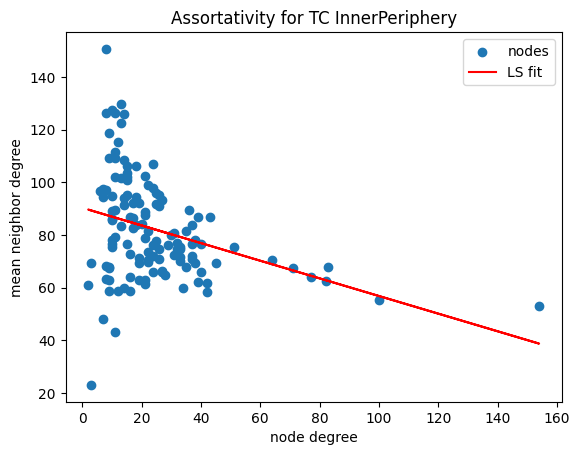 Assortativity for TC InnerPeriphery
nodes
LS fit
mean neighbor degree
140
120
100
80
60
40
20
0 20 40 60 80 100 120 140 160
node degree